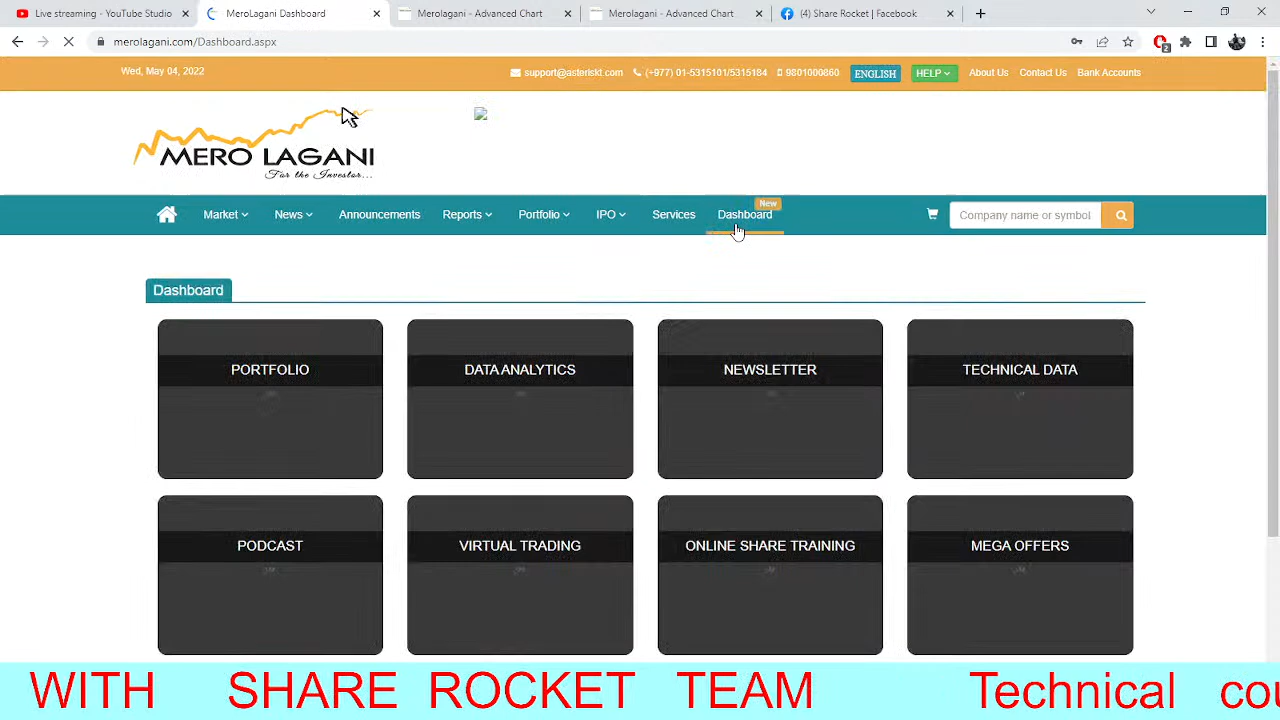 Live streaming - YouTube Studio
MeroLagani - Dashboard
Merolagani - Advanced Chart
Merolagani - Advanced Chart
(4) Share Rocket | Facebook
merolagani.com/Dashboard.aspx
2
Wed, May 04, 2022
support@asteriskt.com
(+977) 01-5315101/5315184
9801000860
ENGLISH
HELP
About Us
Contact Us
Bank Accounts
MERO LAGANI
For the Investor...
Market
News
Announcements
Reports
Portfolio
IPO
Services
Dashboard
New
Company name or symbol
Dashboard
PORTFOLIO
DATA ANALYTICS
NEWSLETTER
TECHNICAL DATA
PODCAST
VIRTUAL TRADING
ONLINE SHARE TRAINING
MEGA OFFERS
WITH SHARE ROCKET TEAM Technical cou